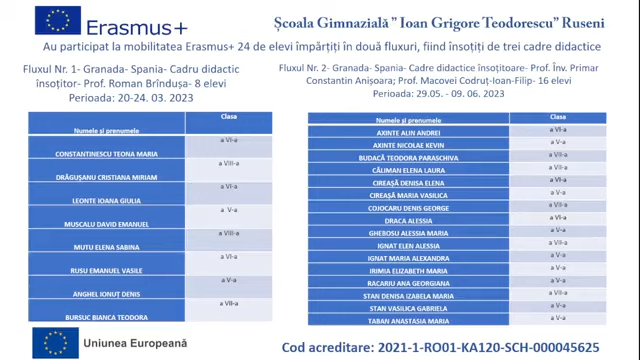 Erasmus+
Școala Gimnazială ” Ioan Grigore Teodorescu” Ruseni
Au participat la mobilitatea Erasmus+ 24 de elevi împărțiți în două fluxuri, fiind însoțiți de trei cadre didactice
Fluxul Nr. 1- Granada- Spania- Cadru didactic
însoțitor- Prof. Roman Brîndușa- 8 elevi
Perioada: 20-24. 03. 2023
Numele și prenumele Clasa
CONSTANTINESCU TEONA MARIA a VI-a
DRĂGUȘANU CRISTIANA MIRIAM a VIII-a
LEONTE IOANA GIULIA a VI-a
MUSCALU DAVID EMANUEL a V-a
MUTU ELENA SABINA a VIII-a
RUSU EMANUEL VASILE a VI-a
ANGHEL IONUȚ DENIS a V-a
BURSUC BIANCA TEODORA a VII-a
Fluxul Nr. 2- Granada- Spania- Cadre didactice însoțitoare- Prof. Înv. Primar
Constantin Anișoara; Prof. Macovei Codruț-Ioan-Filip- 16 elevi
Perioada: 29.05. - 09. 06. 2023
Numele și prenumele Clasa
AXINTE ALIN ANDREI a VI-a
AXINTE NICOLAE KEVIN a V-a
BUDACĂ TEODORA PARASCHIVA a VII-a
CĂLIMAN ELENA LAURA a VII-a
CIREAȘĂ DENISA ELENA a VI-a
CIREAȘĂ MARIA VASILICA a V-a
COJOCARU DENIS GEORGE a VII-a
DRACA ALESSIA a VI-a
GHEBOSU ALESSIA MARIA a V-a
IGNAT ELEN ALESSIA a VI-a
IGNAT MARIA ALEXANDRA a V-a
IRIMIA ELIZABETH MARIA a V-a
RACARIU ANA GEORGIANA a V-a
STAN DENISA IZABELA MARIA a VI-a
STAN VASILICA GABRIELA a V-a
TABAN ANASTASIA MARIA a V-a
Uniunea Europeană
Cod acreditare: 2021-1-RO01-KA120-SCH-000045625